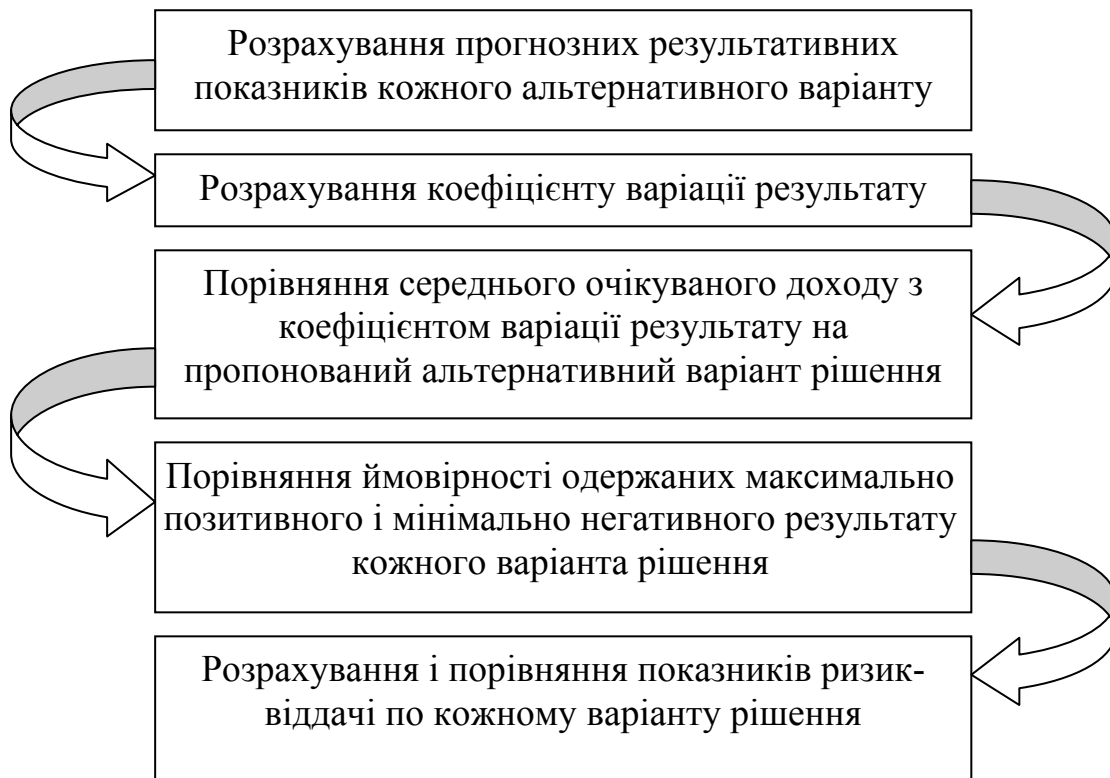 Розрахування прогнозних результативних
показників кожного альтернативного варіанту
Розрахування коефіцієнту варіації результату
Порівняння середнього очікуваного доходу з
коефіцієнтом варіації результату на
пропонований альтернативний варіант рішення
Порівняння ймовірності одержаних максимально
позитивного і мінімально негативного результату
кожного варіанта рішення
Розрахування і порівняння показників ризик-
віддачі по кожному варіанту рішення